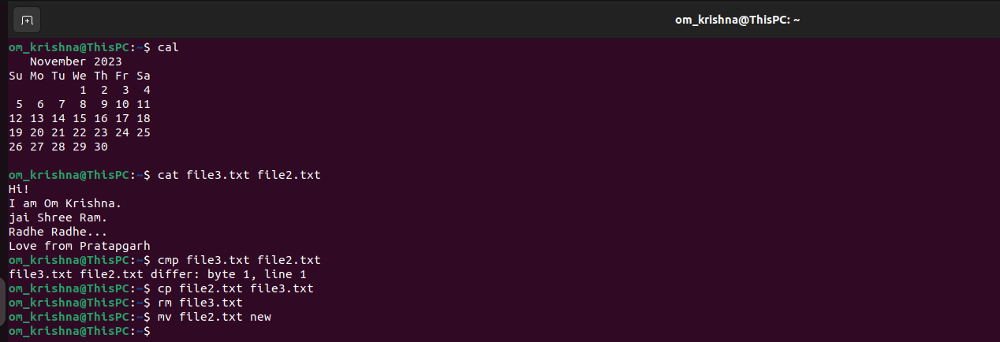 om_krishna@ThisPC: ~
om_krishna@ThisPC:~$ cal
   November 2023
Su Mo Tu We Th Fr Sa
          1  2  3  4
 5  6  7  8  9 10 11
12 13 14 15 16 17 18
19 20 21 22 23 24 25
26 27 28 29 30
om_krishna@ThisPC:~$ cat file3.txt file2.txt
Hi!
I am Om Krishna.
jai Shree Ram.
Radhe Radhe...
Love from Pratapgarh
om_krishna@ThisPC:~$ cmp file3.txt file2.txt
file3.txt file2.txt differ: byte 1, line 1
om_krishna@ThisPC:~$ cp file2.txt file3.txt
om_krishna@ThisPC:~$ rm file3.txt
om_krishna@ThisPC:~$ mv file2.txt new
om_krishna@ThisPC:~$